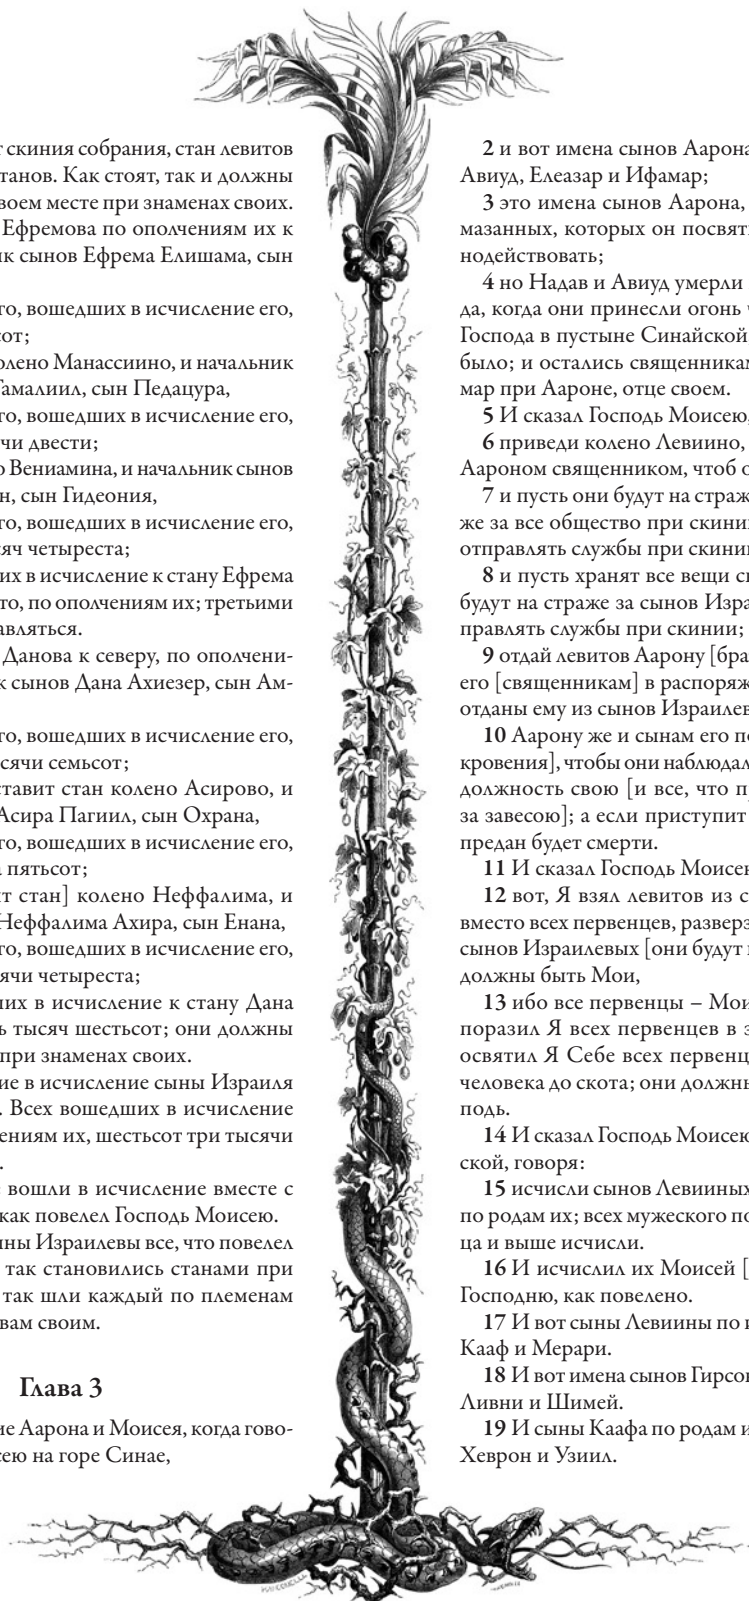 т скиния собрания, стан левитов
танов. Как стоят, так и должны
воем месте при знаменах своих.
Ефремова по ополчениям их к
ик сынов Ефрема Елишама, сын
го, вошедших в исчисление его,
сот;
олено Манассиино, и начальник
Гамалиил, сын Педацура,
го, вошедших в исчисление его,
чи двести;
о Вениамина, и начальник сынов
н, сын Гидеония,
го, вошедших в исчисление его,
яч четыреста;
их в исчисление к стану Ефрема
то, по ополчениям их; третьими
авляться.
Данова к северу, по ополчени-
к сынов Дана Ахиезер, сын Ам-
го, вошедших в исчисление его,
сячи семьсот;
тавит стан колено Асирово, и
Асира Пагиил, сын Охрана,
го, вошедших в исчисление его,
а пятьсот;
т стан] колено Неффалима, и
Неффалима Ахира, сын Енана,
го, вошедших в исчисление его,
ячи четыреста;
их в исчисление к стану Дана
ь тысяч шестьсот; они должны
при знаменах своих.
ие в исчисление сыны Израиля
. Всех вошедших в исчисление
ениям их, шестьсот три тысячи
.
е вошли в исчисление вместе с
как повелел Господь Моисею.
ны Израилевы все, что повелел
так становились станами при
так шли каждый по племенам
вам своим.
Глава 3
ие Аарона и Моисея, когда гово-
сею на горе Синае,
2 и вот имена сынов Аарона
Авиуд, Елеазар и Ифамар;
3 это имена сынов Аарона,
мазанных, которых он посвят
нодействовать;
4 но Надав и Авиуд умерли
да, когда они принесли огонь ч
Господа в пустыне Синайской
было; и остались священникам
мар при Аароне, отце своем.
5 И сказал Господь Моисею,
6 приведи колено Левиино,
Аароном священником, чтоб о
7 и пусть они будут на страж
же за все общество при скинии
отправлять службы при скинии
8 и пусть хранят все вещи ск
будут на страже за сынов Изра
правлять службы при скинии;
9 отдай левитов Аарону [бра
его [священникам] в распоряж
отданы ему из сынов Израилев
10 Аарону же и сынам его по
кровения], чтобы они наблюдал
должность свою [и все, что п
за завесою]; а если приступит
предан будет смерти.
11 И сказал Господь Моисею
12 вот, Я взял левитов из с
вместо всех первенцев, разверз
сынов Израилевых [они будут в
должны быть Мои,
13 ибо все первенцы – Мои
поразил Я всех первенцев в з
освятил Я Себе всех первенц
человека до скота; они должны
подь.
14 И сказал Господь Моисею
ской, говоря:
15 исчисли сынов Левииных
по родам их; всех мужеского по
ца и выше исчисли.
16 И исчислил их Моисей [
Господню, как повелено.
17 И вот сыны Левиины по и
Кааф и Мерари.
18 И вот имена сынов Гирсон
Ливни и Шимей.
19 И сыны Каафа по родам и
Хеврон и Узиил.